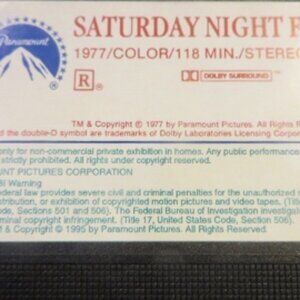 Paramount
SATURDAY NIGHT F
1977/COLOR/118 MIN./STEREO
R
DOLBY SURROUND
TM & Copyright © 1977 by Paramount Pictures. All Rights
d the double-D symbol are trademarks of Dolby Laboratories Licensing Corpor
only for non-commercial private exhibition in homes. Any public performance
strictly prohibited. All rights under copyright reserved.
OUNT PICTURES CORPORATION
BI Warning
ederal law provides severe civil and criminal penalties for the unauthorized
stribution, or exhibition of copyrighted motion pictures and video tapes. (Title
ode, Sections 501 and 506). The Federal Bureau of Investigation investigat
minal copyright infringement. (Title 17, United States Code, Section 506).
& Copyright © 1995 by Paramount Pictures. All Rights